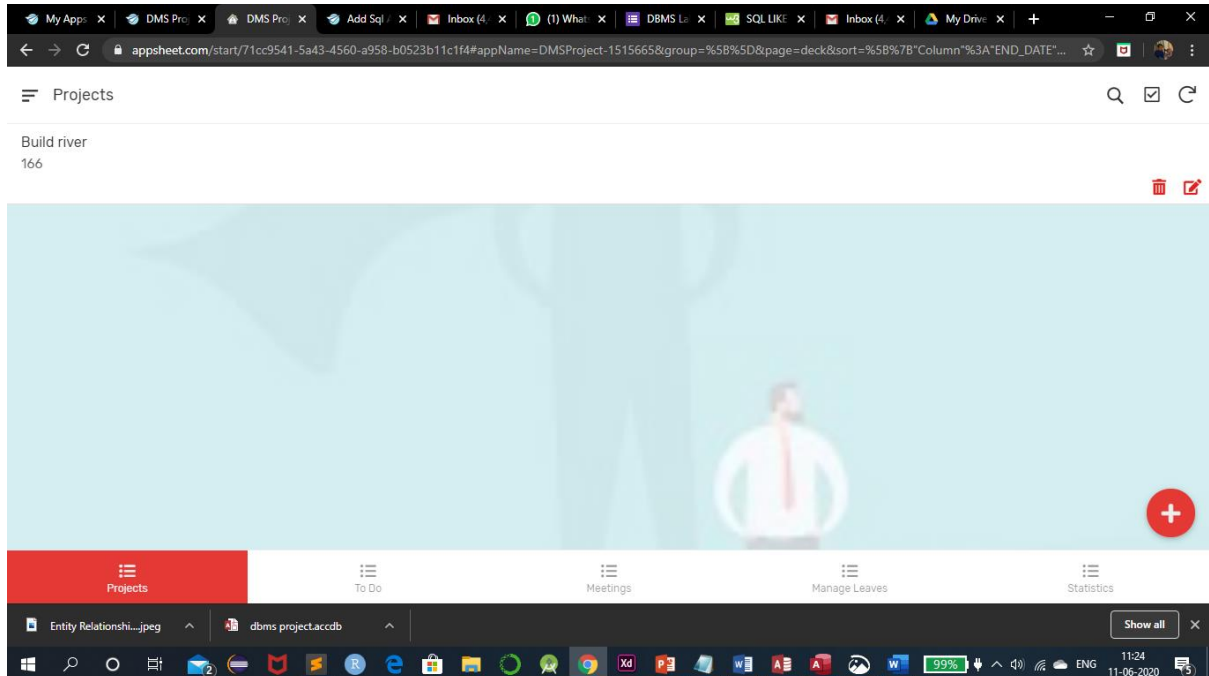 My Apps
DMS Proj
DMS Proj
Add Sql /
Inbox (4,
(1) What
DBMS La
SQL LIKE
Inbox (4,
My Drive
appsheet.com/start/71cc9541-5a43-4560-a958-b0523b11c1f4#appName=DMSProject-1515665&group=%5B%5D&page=deck&sort=%5B%7B"Column"%3A"END_DATE"...
Projects
Build river
166
Projects
To Do
Meetings
Manage Leaves
Statistics
Entity Relationshi....jpeg
dbms project.accdb
Show all
99%
ENG
11:24
11-06-2020